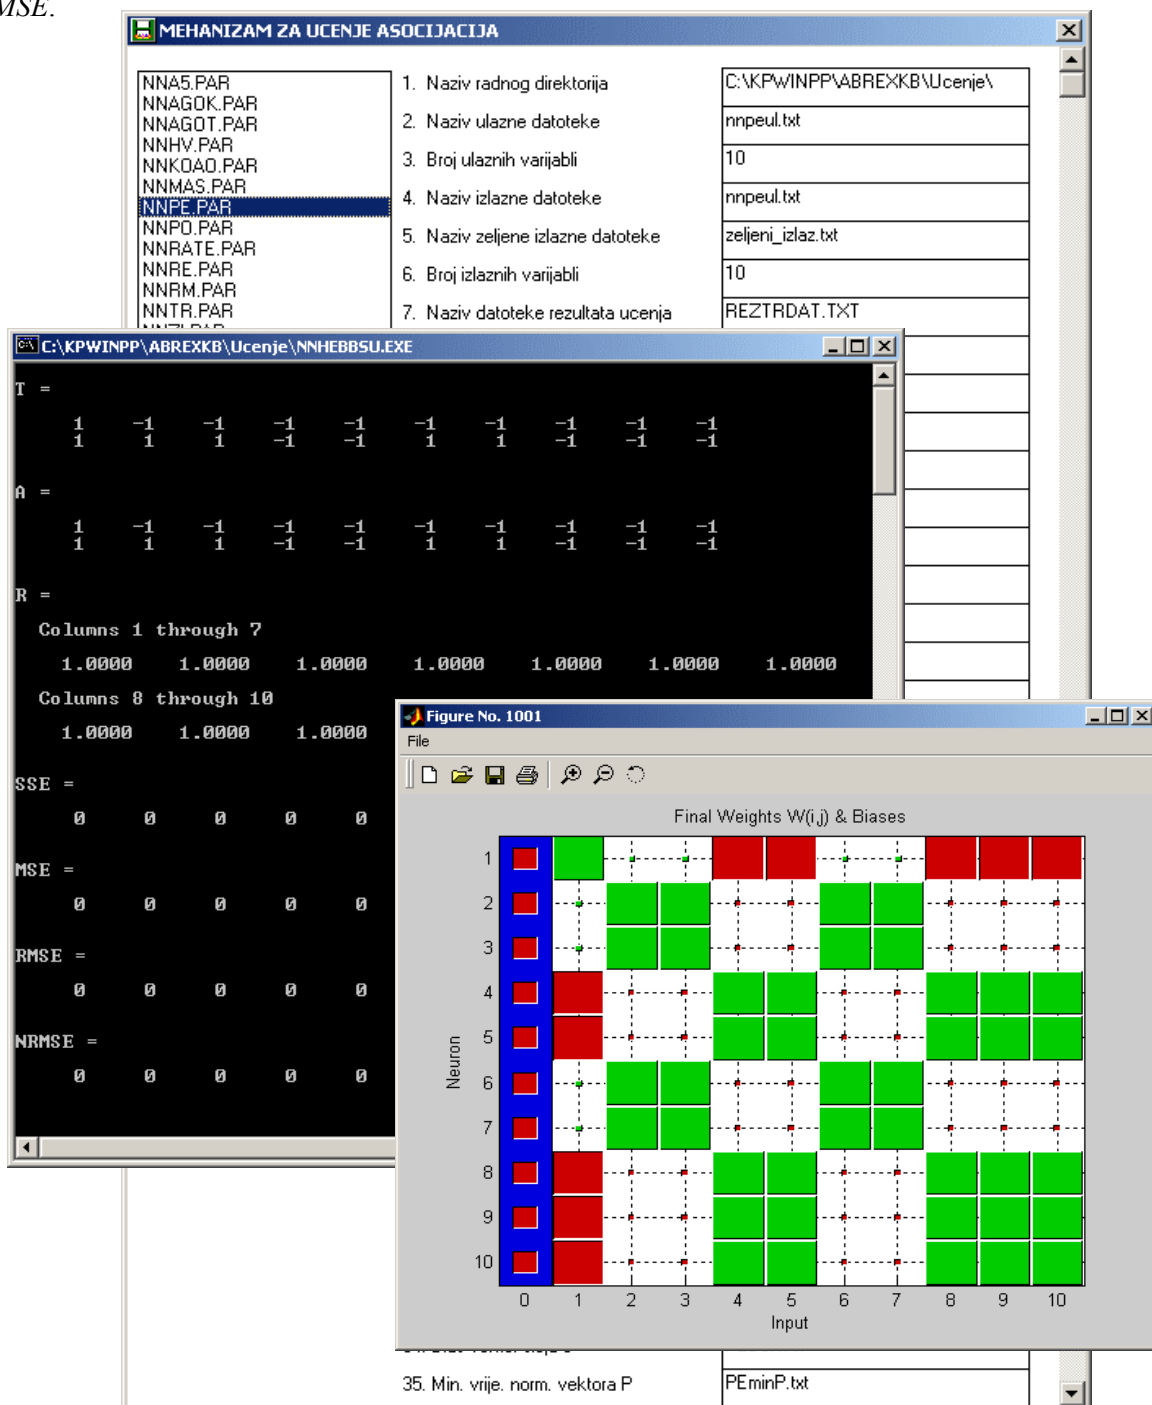 MSE.
MEHANIZAM ZA UCENJE ASOCIJACIJA
NNA5.PAR
NNAGOK.PAR
NNAGOT.PAR
NNHV.PAR
NNKOAO.PAR
NNMAS.PAR
NNPE.PAR
NNPO.PAR
NNRATE.PAR
NNRE.PAR
NNRM.PAR
NNTR.PAR
1. Naziv radnog direktorija C:\KPWINPP\ABREXKB\Ucenje\
2. Naziv ulazne datoteke nnpeul.txt
3. Broj ulaznih varijabli 10
4. Naziv izlazne datoteke nnpeul.txt
5. Naziv zeljene izlazne datoteke zeljeni_izlaz.txt
6. Broj izlaznih varijabli 10
7. Naziv datoteke rezultata ucenja REZTRDAT.TXT
C:\KPWINPP\ABREXKB\Ucenje\NNHEBBSU.EXE
T =
1 -1 -1 -1 -1 -1 -1 -1 -1 -1
1 1 1 -1 -1 1 1 -1 -1 -1
A =
1 -1 -1 -1 -1 -1 -1 -1 -1 -1
1 1 1 -1 -1 1 1 -1 -1 -1
R =
Columns 1 through 7
1.0000 1.0000 1.0000 1.0000 1.0000 1.0000 1.0000
Columns 8 through 10
1.0000 1.0000 1.0000
SSE =
0 0 0 0 0
MSE =
0 0 0 0 0
RMSE =
0 0 0 0 0
NRMSE =
0 0 0 0 0
Figure No. 1001
File
Final Weights W(i,j) & Biases
1
2
3
4
5
6
7
8
9
10
Neuron
0 1 2 3 4 5 6 7 8 9 10
Input
35. Min. vrije. norm. vektora P PEminP.txt